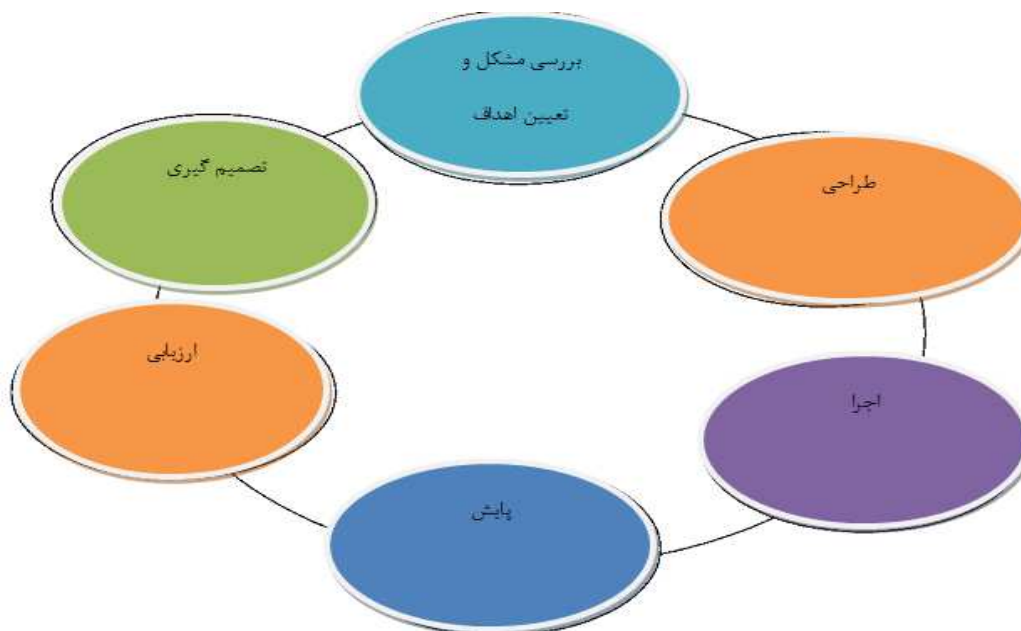 بررسی مشکل و
تعیین اهداف
طراحی
اجرا
پایش
ارزیابی
تصمیم گیری